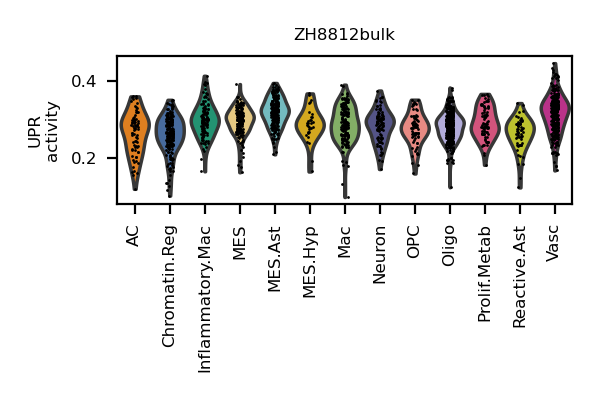 ZH8812bulk
UPR
activity
0.4
0.2
AC
Chromatin.Reg
Inflammatory.Mac
MES
MES.Ast
MES.Hyp
Mac
Neuron
OPC
Oligo
Prolif.Metab
Reactive.Ast
Vasc